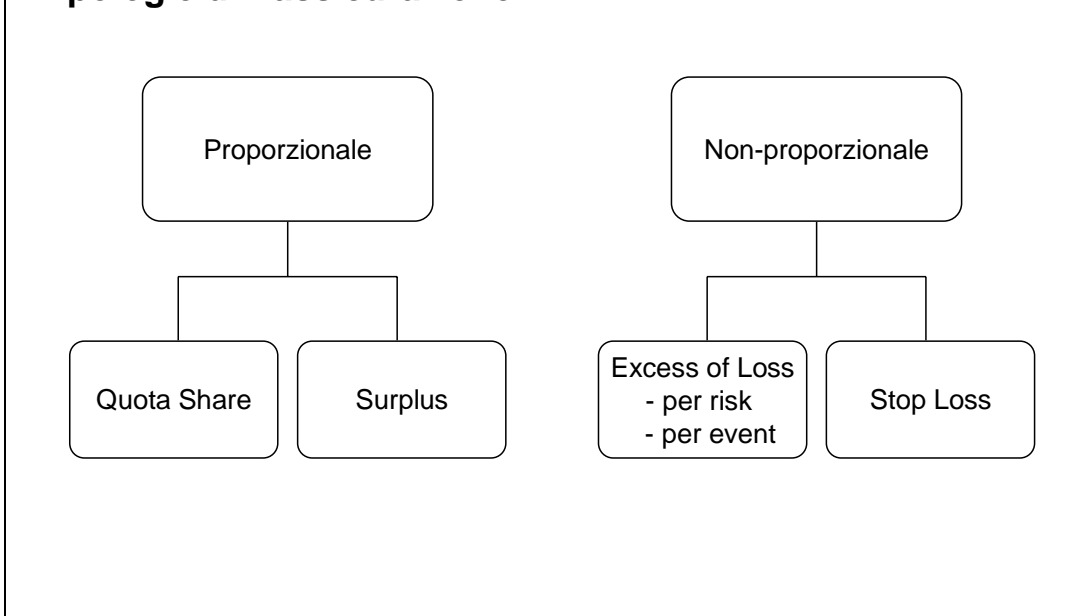 Proporzionale
Non-proporzionale
Quota Share
Surplus
Excess of Loss
- per risk
- per event
Stop Loss